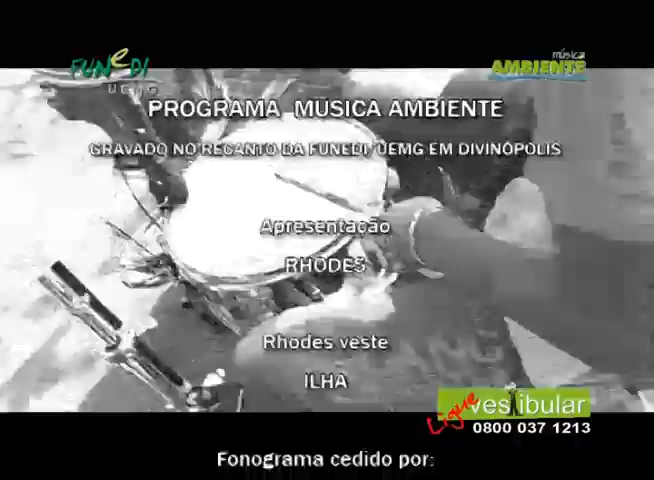 FUNeDI
UEMG
música
AMBIENTE
PROGRAMA MUSICA AMBIENTE
GRAVADO NO RECANTO DA FUNEDI/UEMG EM DIVINÓPOLIS
Apresentação
RHODES
Rhodes veste
ILHA
Ligue vestibular
0800 037 1213
Fonograma cedido por: